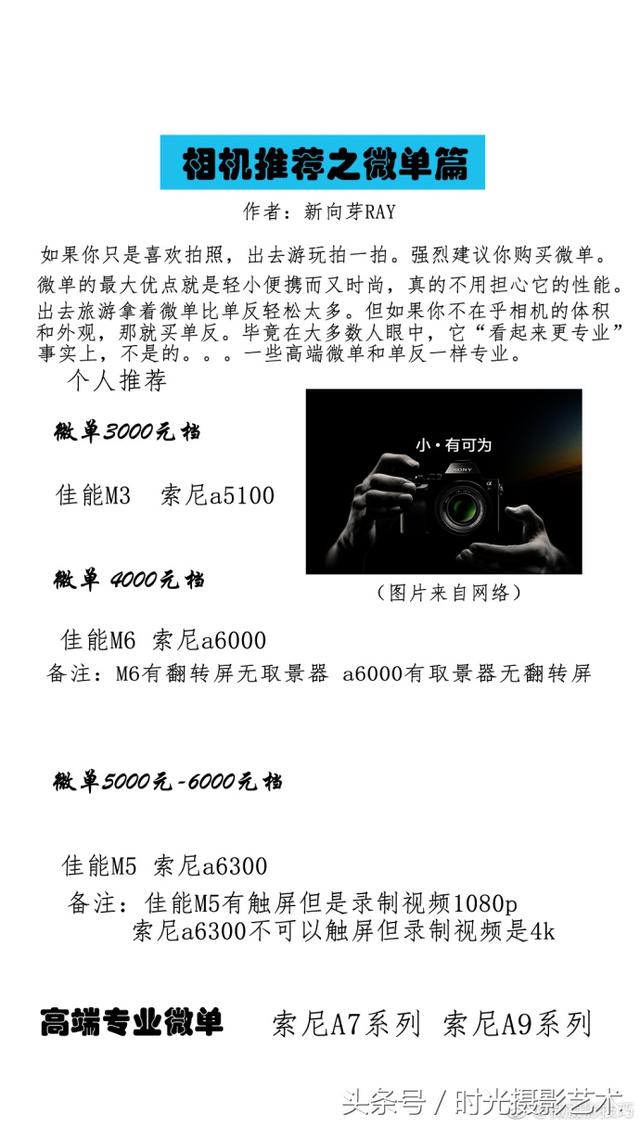 相机推荐之微单篇
作者：新向芽RAY
如果你只是喜欢拍照，出去游玩拍一拍。强烈建议你购买微单。
微单的最大优点就是轻小便携而又时尚，真的不用担心它的性能。
出去旅游拿着微单比单反轻松太多。但如果你不在乎相机的体积
和外观，那就买单反。毕竟在大多数人眼中，它“看起来更专业”
事实上，不是的。。。一些高端微单和单反一样专业。
个人推荐
微单3000元档
小·有可为
SONY
α
佳能M3 索尼a5100
（图片来自网络）
微单 4000元档
佳能M6 索尼a6000
备注：M6有翻转屏无取景器 a6000有取景器无翻转屏
微单5000元-6000元档
佳能M5 索尼a6300
备注：佳能M5有触屏但是录制视频1080p
索尼a6300不可以触屏但录制视频是4k
高端专业微单 索尼A7系列 索尼A9系列
头条号／时光摄影艺术